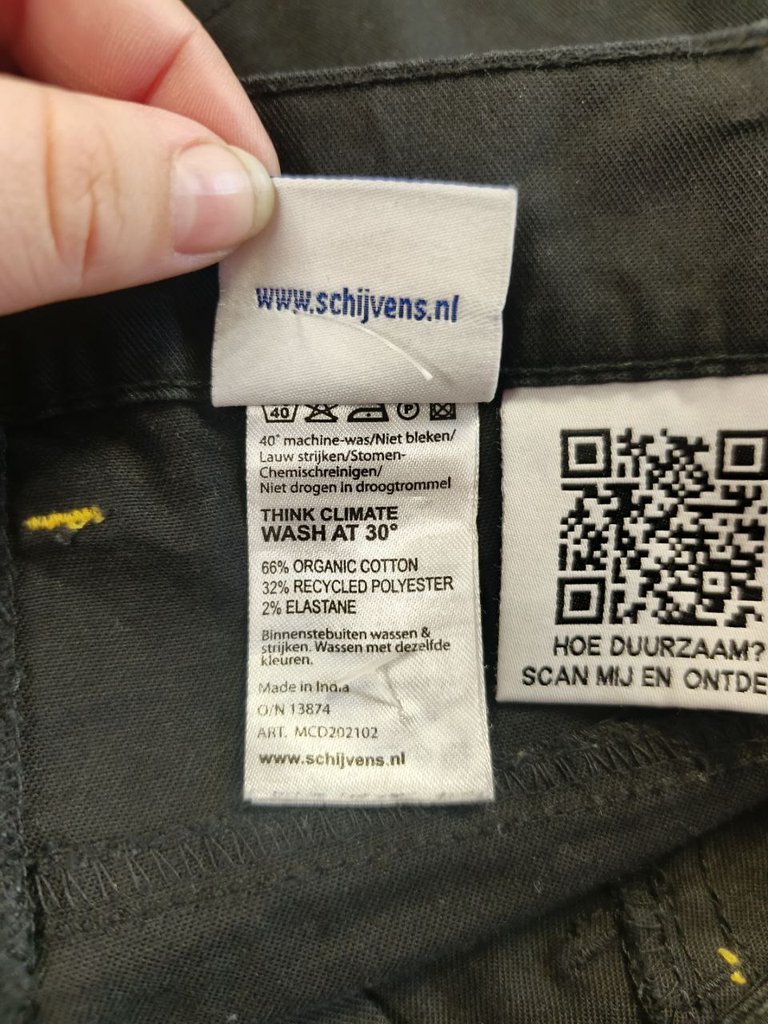 www.schijvens.nl
40
P
40° machine-was/Niet bleken/
Lauw strijken/Stomen-
Chemischreinigen/
Niet drogen in droogtrommel
THINK CLIMATE
WASH AT 30°
66% ORGANIC COTTON
32% RECYCLED POLYESTER
2% ELASTANE
Binnenstebuiten wassen &
strijken. Wassen met dezelfde
kleuren.
Made in India
O/N 13874
ART. MCD202102
www.schijvens.nl
HOE DUURZAAM?
SCAN MIJ EN ONTDE